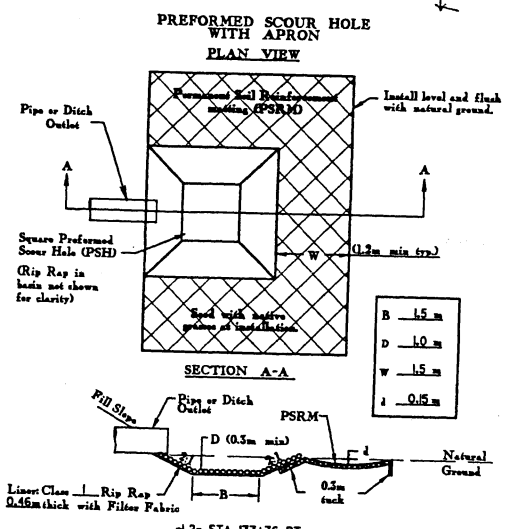 PREFORMED SCOUR HOLE
WITH APRON
PLAN VIEW
Permanent Soil Reinforcement
matting (PSRM)
Install level and flush
with natural ground.
Pipe or Ditch
Outlet
A
A
Square Preformed
Scour Hole (PSH)
(Rip Rap in
basin not shown
for clarity)
W
(1.2m min typ.)
Seed with native
grasses at installation.
B 1.5 m
D 1.0 m
W 1.5 m
d 0.15 m
SECTION A-A
Fill Slope
Pipe or Ditch
Outlet
D (0.3m min)
PSRM
d
Natural
Ground
B
0.3m
tuck
Liner: Class I Rip Rap
0.46m thick with Filter Fabric